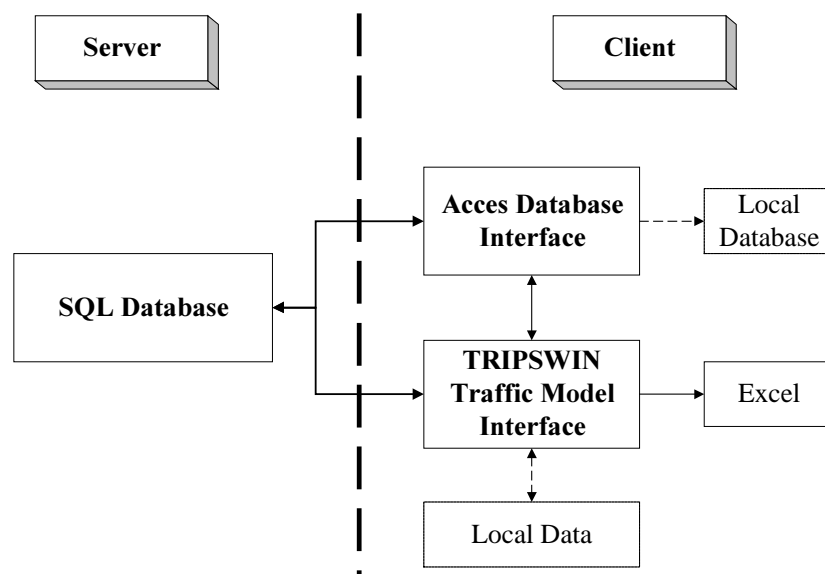 Server
Client
Acces Database
Interface
Local
Database
SQL Database
TRIPSWIN
Traffic Model
Interface
Excel
Local Data